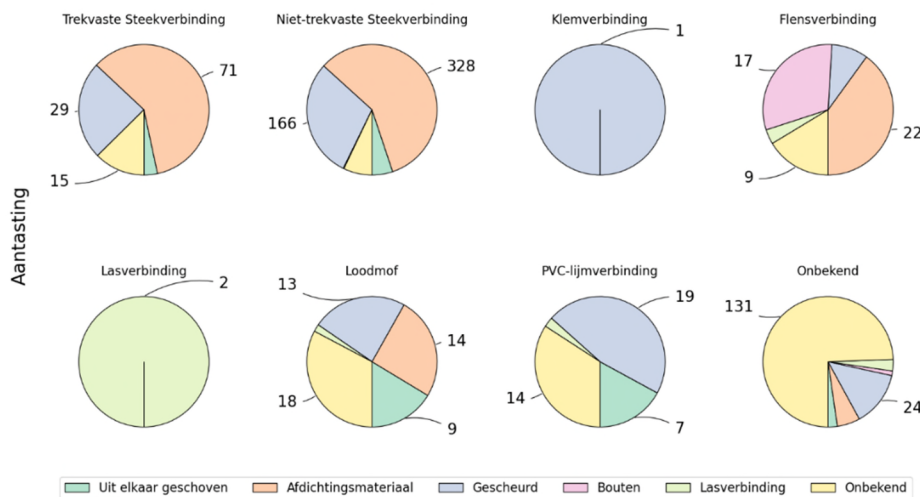 Trekvaste Steekverbinding
71
29
15
Niet-trekvaste Steekverbinding
328
166
Klemverbinding
1
Flensverbinding
17
22
9
Aantasting
Lasverbinding
2
Loodmof
13
14
18
9
PVC-lijmverbinding
19
14
7
Onbekend
131
24
Uit elkaar geschoven Afdichtingsmateriaal Gescheurd Bouten Lasverbinding Onbekend